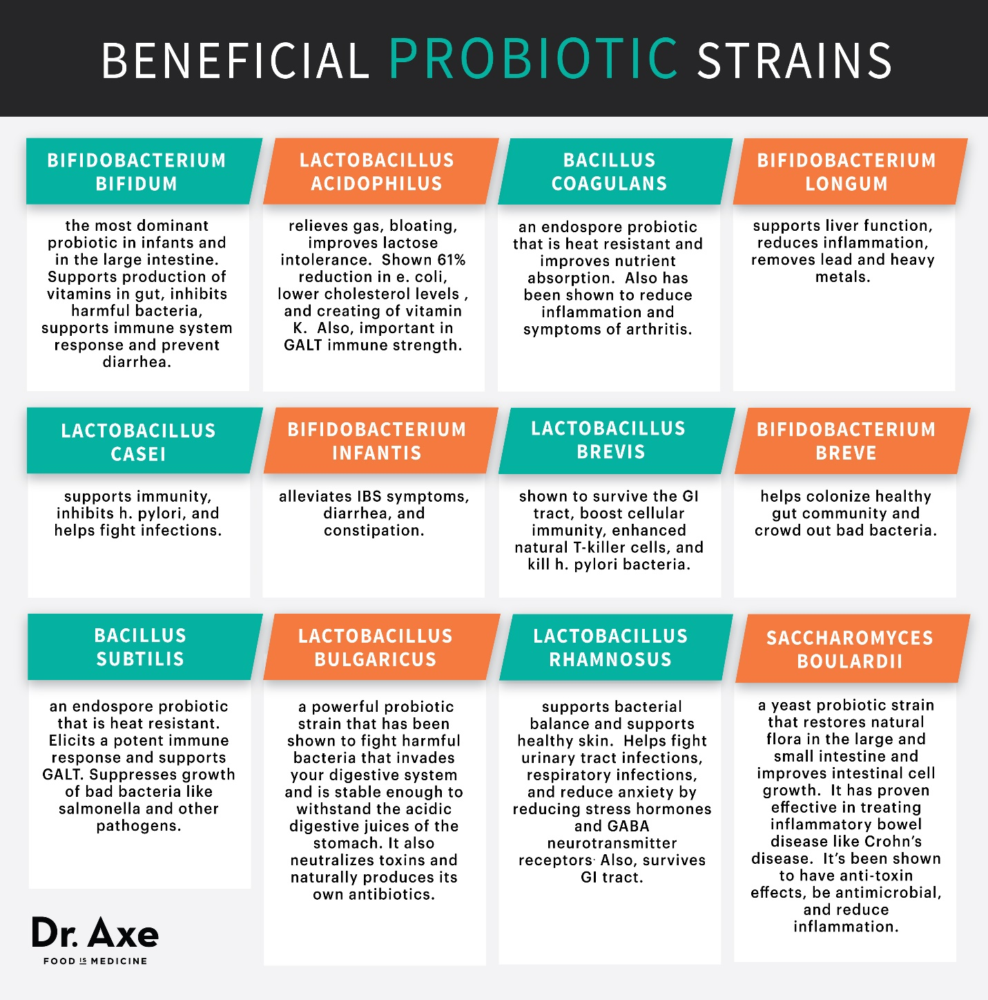 BENEFICIAL PROBIOTIC STRAINS
BIFIDOBACTERIUM
BIFIDUM
the most dominant
probiotic in infants and
in the large intestine.
Supports production of
vitamins in gut, inhibits
harmful bacteria,
supports immune system
response and prevent
diarrhea.
LACTOBACILLUS
ACIDOPHILUS
relieves gas, bloating,
improves lactose
intolerance.  Shown 61%
reduction in e. coli,
lower cholesterol levels ,
and creating of vitamin
K.  Also, important in
GALT immune strength.
BACILLUS
COAGULANS
an endospore probiotic
that is heat resistant and
improves nutrient
absorption.  Also has
been shown to reduce
inflammation and
symptoms of arthritis.
BIFIDOBACTERIUM
LONGUM
supports liver function,
reduces inflammation,
removes lead and heavy
metals.
LACTOBACILLUS
CASEI
supports immunity,
inhibits h. pylori, and
helps fight infections.
BIFIDOBACTERIUM
INFANTIS
alleviates IBS symptoms,
diarrhea, and
constipation.
LACTOBACILLUS
BREVIS
shown to survive the GI
tract, boost cellular
immunity, enhanced
natural T-killer cells, and
kill h. pylori bacteria.
BIFIDOBACTERIUM
BREVE
helps colonize healthy
gut community and
crowd out bad bacteria.
BACILLUS
SUBTILIS
an endospore probiotic
that is heat resistant.
Elicits a potent immune
response and supports
GALT. Suppresses growth
of bad bacteria like
salmonella and other
pathogens.
LACTOBACILLUS
BULGARICUS
a powerful probiotic
strain that has been
shown to fight harmful
bacteria that invades
your digestive system
and is stable enough to
withstand the acidic
digestive juices of the
stomach. It also
neutralizes toxins and
naturally produces its
own antibiotics.
LACTOBACILLUS
RHAMNOSUS
supports bacterial
balance and supports
healthy skin.  Helps fight
urinary tract infections,
respiratory infections,
and reduce anxiety by
reducing stress hormones
and GABA
neurotransmitter
receptors. Also, survives
GI tract.
SACCHAROMYCES
BOULARDII
a yeast probiotic strain
that restores natural
flora in the large and
small intestine and
improves intestinal cell
growth.  It has proven
effective in treating
inflammatory bowel
disease like Crohn’s
disease.  It’s been shown
to have anti-toxin
effects, be antimicrobial,
and reduce
inflammation.
Dr. Axe
FOOD IS MEDICINE